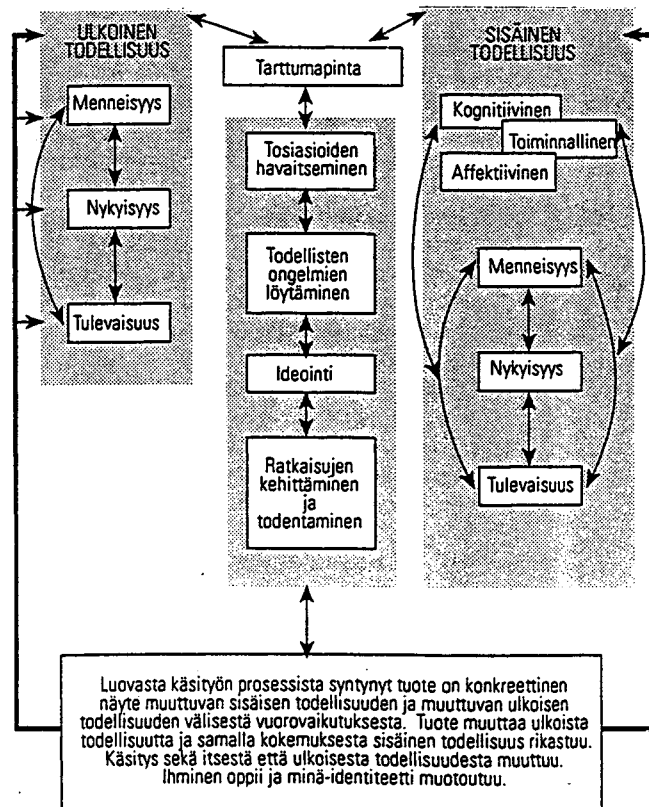 ULKOINEN
TODELLISUUS
Menneisyys
Nykyisyys
Tulevaisuus
Tarttumapinta
Tosiasioiden
havaitseminen
Todellisten
ongelmien
löytäminen
Ideointi
Ratkaisujen
kehittäminen
ja
todentaminen
SISÄINEN
TODELLISUUS
Kognitiivinen
Toiminnallinen
Affektiivinen
Menneisyys
Nykyisyys
Tulevaisuus
Luovasta käsityön prosessista syntynyt tuote on konkreettinen
näyte muuttuvan sisäisen todellisuuden ja muuttuvan ulkoisen
todellisuuden välisestä vuorovaikutuksesta. Tuote muuttaa ulkoista
todellisuutta ja samalla kokemuksesta sisäinen todellisuus rikastuu.
Käsitys sekä itsestä että ulkoisesta todellisuudesta muuttuu.
Ihminen oppii ja minä-identiteetti muotoutuu.